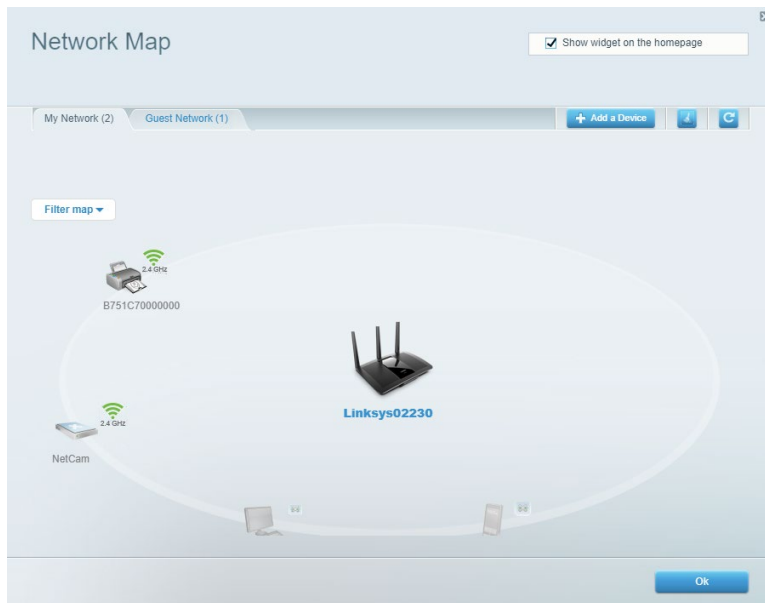 Network Map
Show widget on the homepage
My Network (2)
Guest Network (1)
+ Add a Device
Filter map
2.4 GHz
B751C70000000
Linksys02230
2.4 GHz
NetCam
Ok